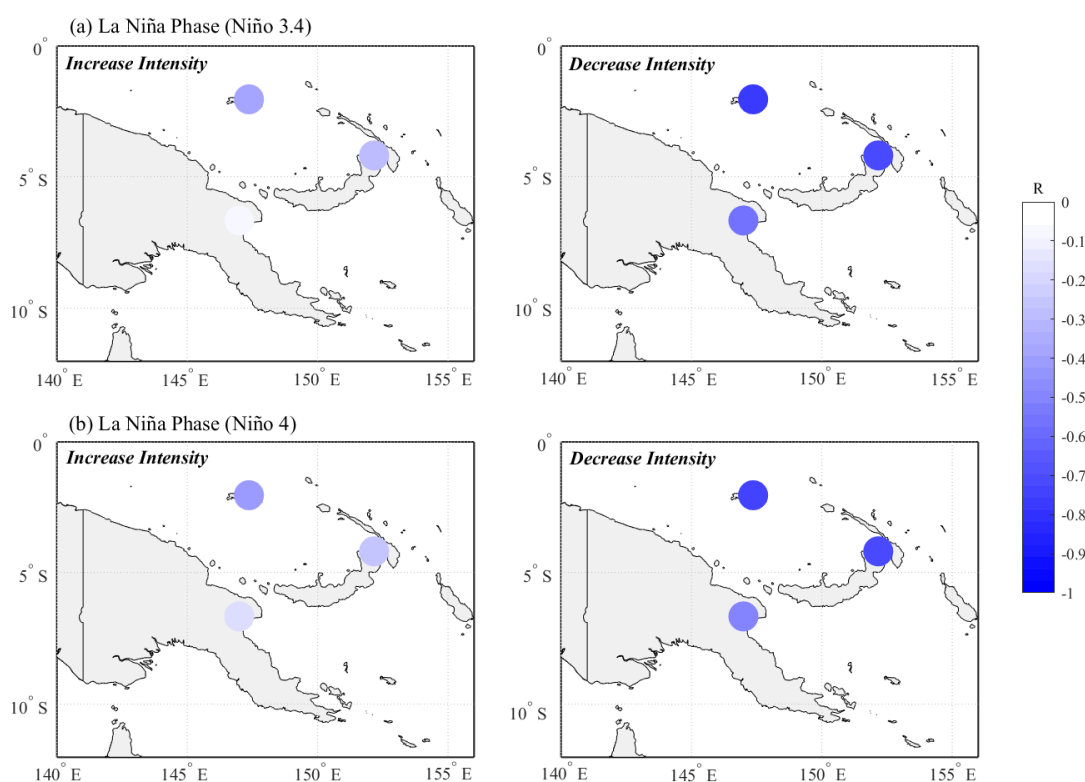 (a) La Niña Phase (Niño 3.4)
Increase Intensity
Decrease Intensity
0°
5° S
10° S
140° E
145° E
150° E
155° E
0°
5° S
10° S
140° E
145° E
150° E
155° E
R
0
-0.1
-0.2
-0.3
-0.4
-0.5
-0.6
-0.7
-0.8
-0.9
-1
(b) La Niña Phase (Niño 4)
Increase Intensity
Decrease Intensity
0°
5° S
10° S
140° E
145° E
150° E
155° E
0°
5° S
10° S
140° E
145° E
150° E
155° E